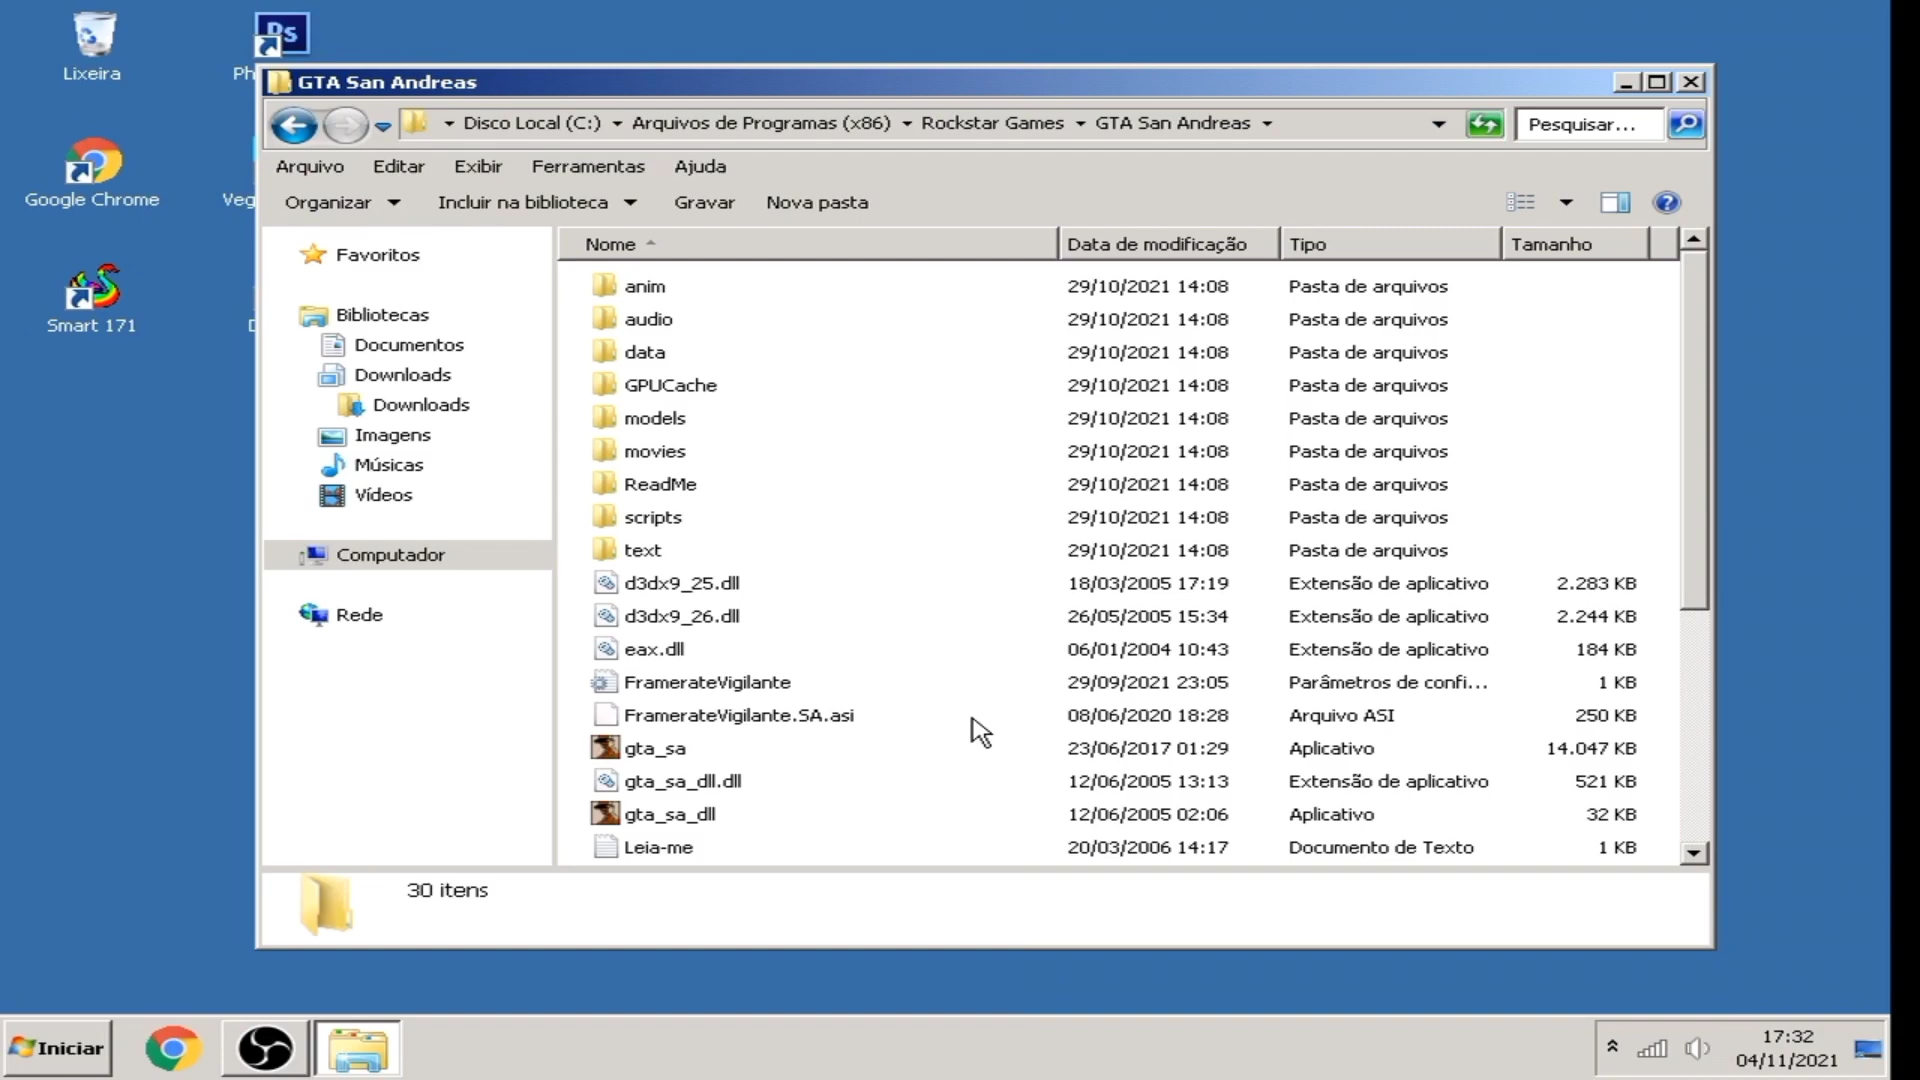 Lixeira
Ps
Ph
Google Chrome
Veg
Smart 171
GTA San Andreas
Disco Local (C:) Arquivos de Programas (x86) Rockstar Games GTA San Andreas
Pesquisar...
Arquivo Editar Exibir Ferramentas Ajuda
Organizar Incluir na biblioteca Gravar Nova pasta
Favoritos
Bibliotecas
Documentos
Downloads
Downloads
Imagens
Músicas
Vídeos
Computador
Rede
Nome Data de modificação Tipo Tamanho
anim 29/10/2021 14:08 Pasta de arquivos
audio 29/10/2021 14:08 Pasta de arquivos
data 29/10/2021 14:08 Pasta de arquivos
GPUCache 29/10/2021 14:08 Pasta de arquivos
models 29/10/2021 14:08 Pasta de arquivos
movies 29/10/2021 14:08 Pasta de arquivos
ReadMe 29/10/2021 14:08 Pasta de arquivos
scripts 29/10/2021 14:08 Pasta de arquivos
text 29/10/2021 14:08 Pasta de arquivos
d3dx9_25.dll 18/03/2005 17:19 Extensão de aplicativo 2.283 KB
d3dx9_26.dll 26/05/2005 15:34 Extensão de aplicativo 2.244 KB
eax.dll 06/01/2004 10:43 Extensão de aplicativo 184 KB
FramerateVigilante 29/09/2021 23:05 Parâmetros de confi... 1 KB
FramerateVigilante.SA.asi 08/06/2020 18:28 Arquivo ASI 250 KB
gta_sa 23/06/2017 01:29 Aplicativo 14.047 KB
gta_sa_dll.dll 12/06/2005 13:13 Extensão de aplicativo 521 KB
gta_sa_dll 12/06/2005 02:06 Aplicativo 32 KB
Leia-me 20/03/2006 14:17 Documento de Texto 1 KB
30 itens
Iniciar
17:32
04/11/2021